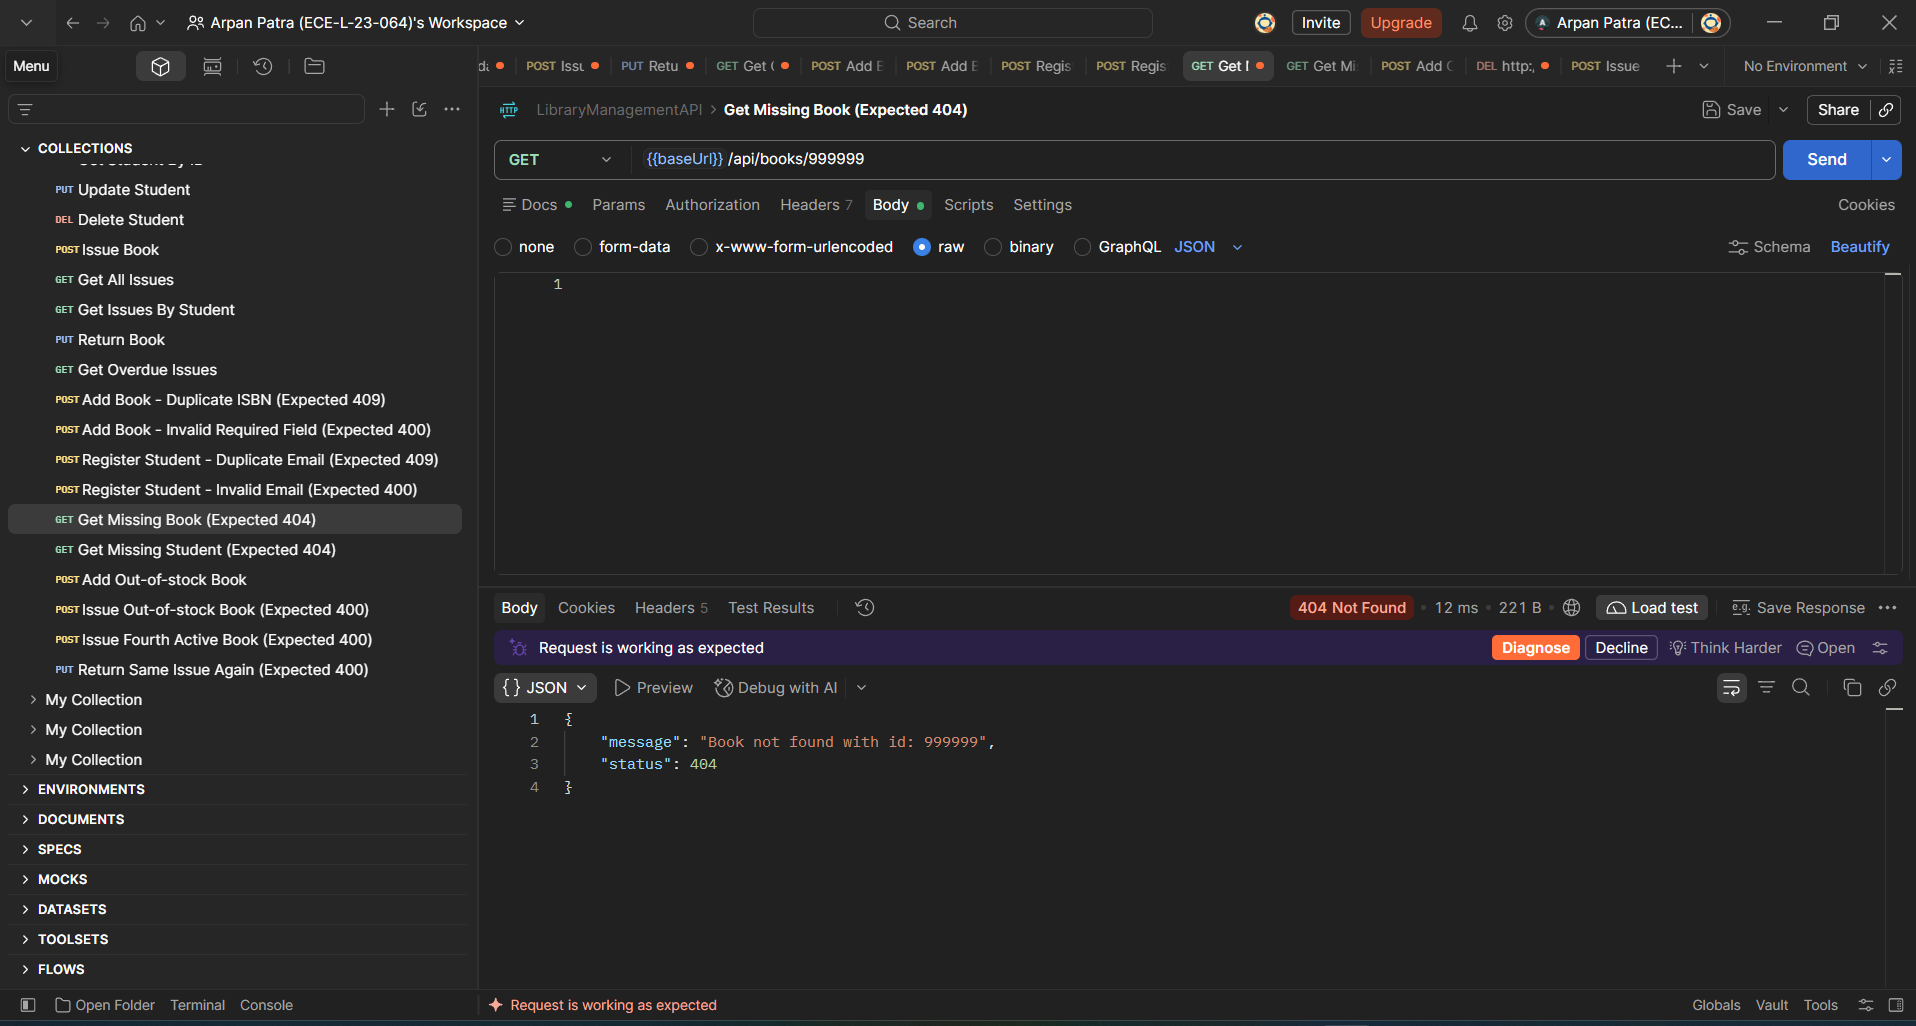 Arpan Patra (ECE-L-23-064)'s Workspace
Search
Invite
Upgrade
Arpan Patra (EC...
Menu
POST Issu
PUT Retu
GET Get (
POST Add E
POST Add E
POST Regis
POST Regis
GET Get I
GET Get Mi
POST Add C
DEL http:,
POST Issue
No Environment
LibraryManagementAPI > Get Missing Book (Expected 404)
Save
Share
COLLECTIONS
PUT Update Student
DEL Delete Student
POST Issue Book
GET Get All Issues
GET Get Issues By Student
PUT Return Book
GET Get Overdue Issues
POST Add Book - Duplicate ISBN (Expected 409)
POST Add Book - Invalid Required Field (Expected 400)
POST Register Student - Duplicate Email (Expected 409)
POST Register Student - Invalid Email (Expected 400)
GET Get Missing Book (Expected 404)
GET Get Missing Student (Expected 404)
POST Add Out-of-stock Book
POST Issue Out-of-stock Book (Expected 400)
POST Issue Fourth Active Book (Expected 400)
PUT Return Same Issue Again (Expected 400)
My Collection
My Collection
My Collection
ENVIRONMENTS
DOCUMENTS
SPECS
MOCKS
DATASETS
TOOLSETS
FLOWS
HTTP
GET
{{baseUrl}} /api/books/999999
Send
Docs
Params
Authorization
Headers 7
Body
Scripts
Settings
Cookies
none
form-data
x-www-form-urlencoded
raw
binary
GraphQL
JSON
Schema
Beautify
1
Body
Cookies
Headers 5
Test Results
404 Not Found
12 ms
221 B
Load test
e.g. Save Response
Request is working as expected
Diagnose
Decline
Think Harder
Open
{} JSON
Preview
Debug with AI
1 {
2 "message": "Book not found with id: 999999",
3 "status": 404
4 }
Open Folder
Terminal
Console
Request is working as expected
Globals
Vault
Tools